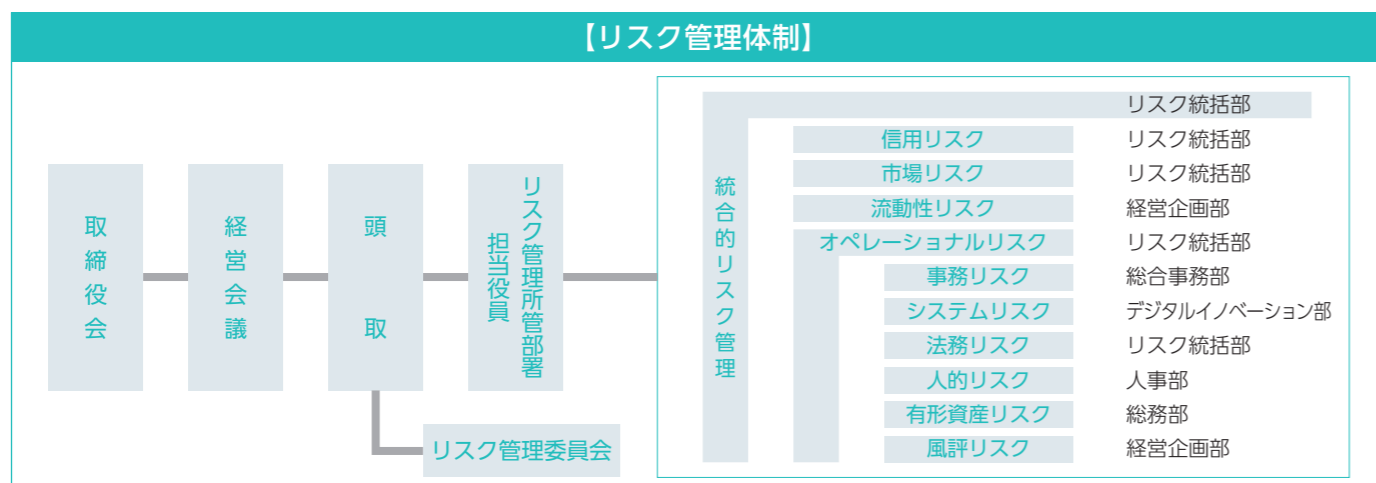 【リスク管理体制】
取締役会
経営会議
頭取
リスク管理所管部署
担当役員
リスク管理委員会
統合的リスク管理
リスク統括部
信用リスク リスク統括部
市場リスク リスク統括部
流動性リスク 経営企画部
オペレーショナルリスク リスク統括部
事務リスク 総合事務部
システムリスク デジタルイノベーション部
法務リスク リスク統括部
人的リスク 人事部
有形資産リスク 総務部
風評リスク 経営企画部